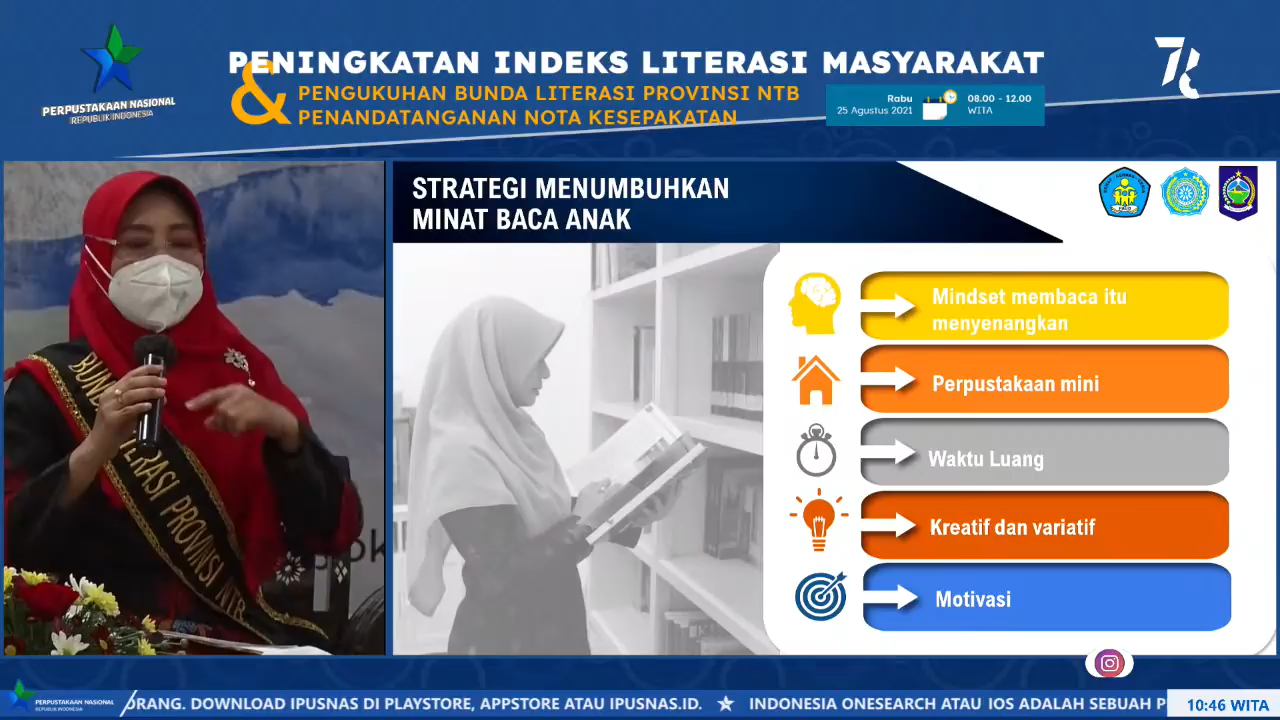 PERPUSTAKAAN NASIONAL
REPUBLIK INDONESIA
PENINGKATAN INDEKS LITERASI MASYARAKAT
& PENGUKUHAN BUNDA LITERASI PROVINSI NTB
PENANDATANGANAN NOTA KESEPAKATAN
Rabu
25 Agustus 2021
08.00 - 12.00
WITA
STRATEGI MENUMBUHKAN
MINAT BACA ANAK
Mindset membaca itu
menyenangkan
Perpustakaan mini
Waktu Luang
Kreatif dan variatif
Motivasi
PROVINSI NTB
PERPUSTAKAAN NASIONAL
REPUBLIK INDONESIA
ORANG. DOWNLOAD IPUSNAS DI PLAYSTORE, APPSTORE ATAU IPUSNAS.ID. INDONESIA ONESEARCH ATAU IOS ADALAH SEBUAH P
10:46 WITA